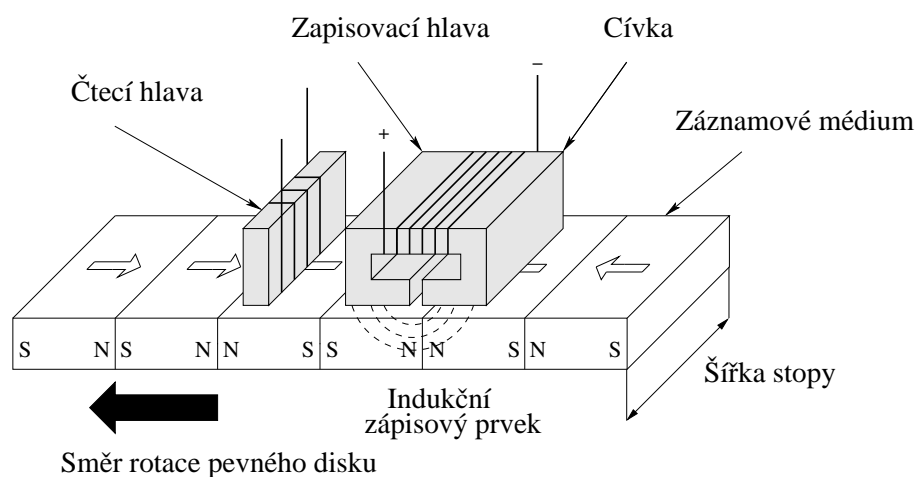 Zapisovací hlava
Cívka
Čtecí hlava
Záznamové médium
+
–
S N S N N S S N N S N S
Šířka stopy
Indukční
zápisový prvek
Směr rotace pevného disku